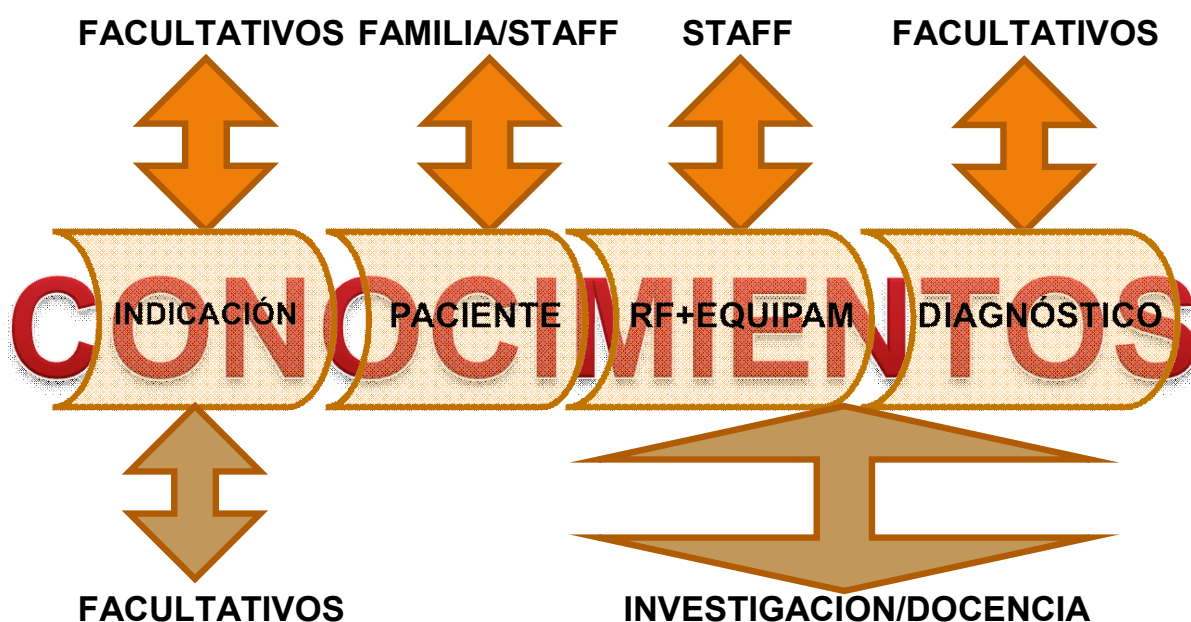 FACULTATIVOS FAMILIA/STAFF STAFF FACULTATIVOS
CONOCIMIENTOS
INDICACIÓN PACIENTE RF+EQUIPAM DIAGNÓSTICO
FACULTATIVOS INVESTIGACION/DOCENCIA